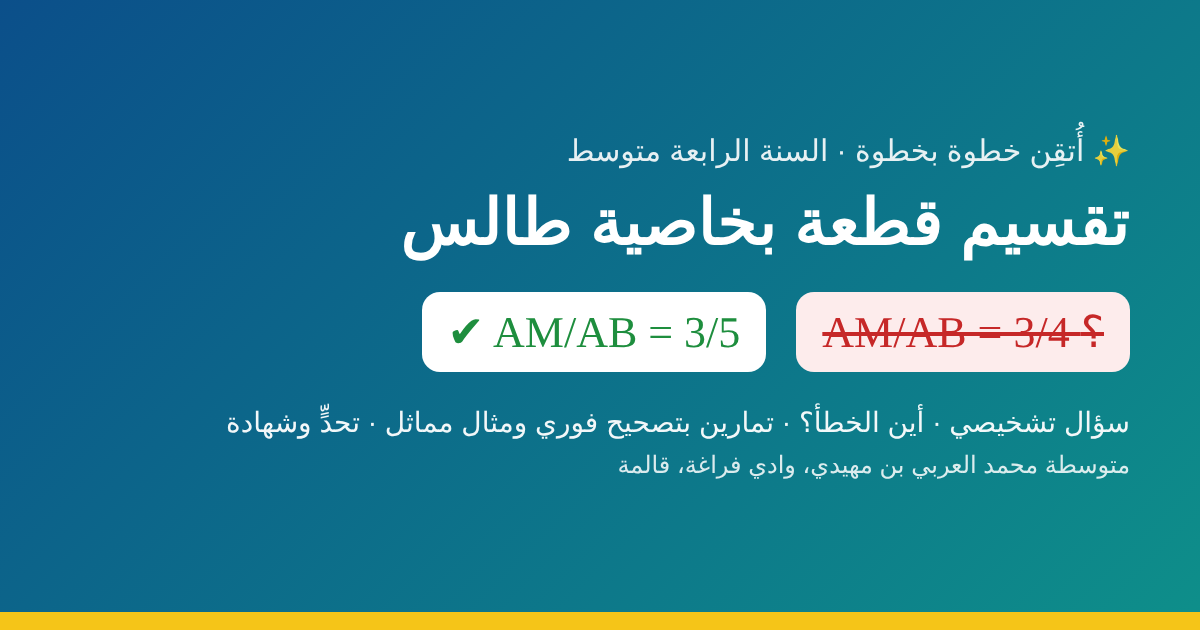 ✨ أُتقِن خطوة بخطوة · السنة الرابعة متوسط
تقسيم قطعة بخاصية طالس
AM/AB = 3/4 ؟
AM/AB = 3/5 ✔
سؤال تشخيصي · أين الخطأ؟ · تمارين بتصحيح فوري ومثال مماثل · تحدٍّ وشهادة
متوسطة محمد العربي بن مهيدي، وادي فراغة، قالمة